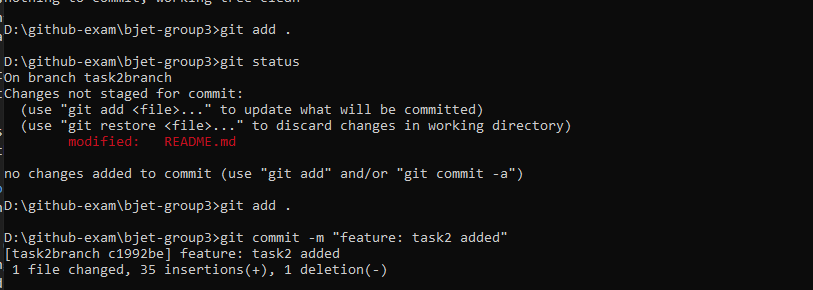 nothing to commit, working tree clean
D:\github-exam\bjet-group3>git add .
D:\github-exam\bjet-group3>git status
On branch task2branch
Changes not staged for commit:
  (use "git add <file>..." to update what will be committed)
  (use "git restore <file>..." to discard changes in working directory)
        modified:   README.md
no changes added to commit (use "git add" and/or "git commit -a")
D:\github-exam\bjet-group3>git add .
D:\github-exam\bjet-group3>git commit -m "feature: task2 added"
[task2branch c1992be] feature: task2 added
 1 file changed, 35 insertions(+), 1 deletion(-)